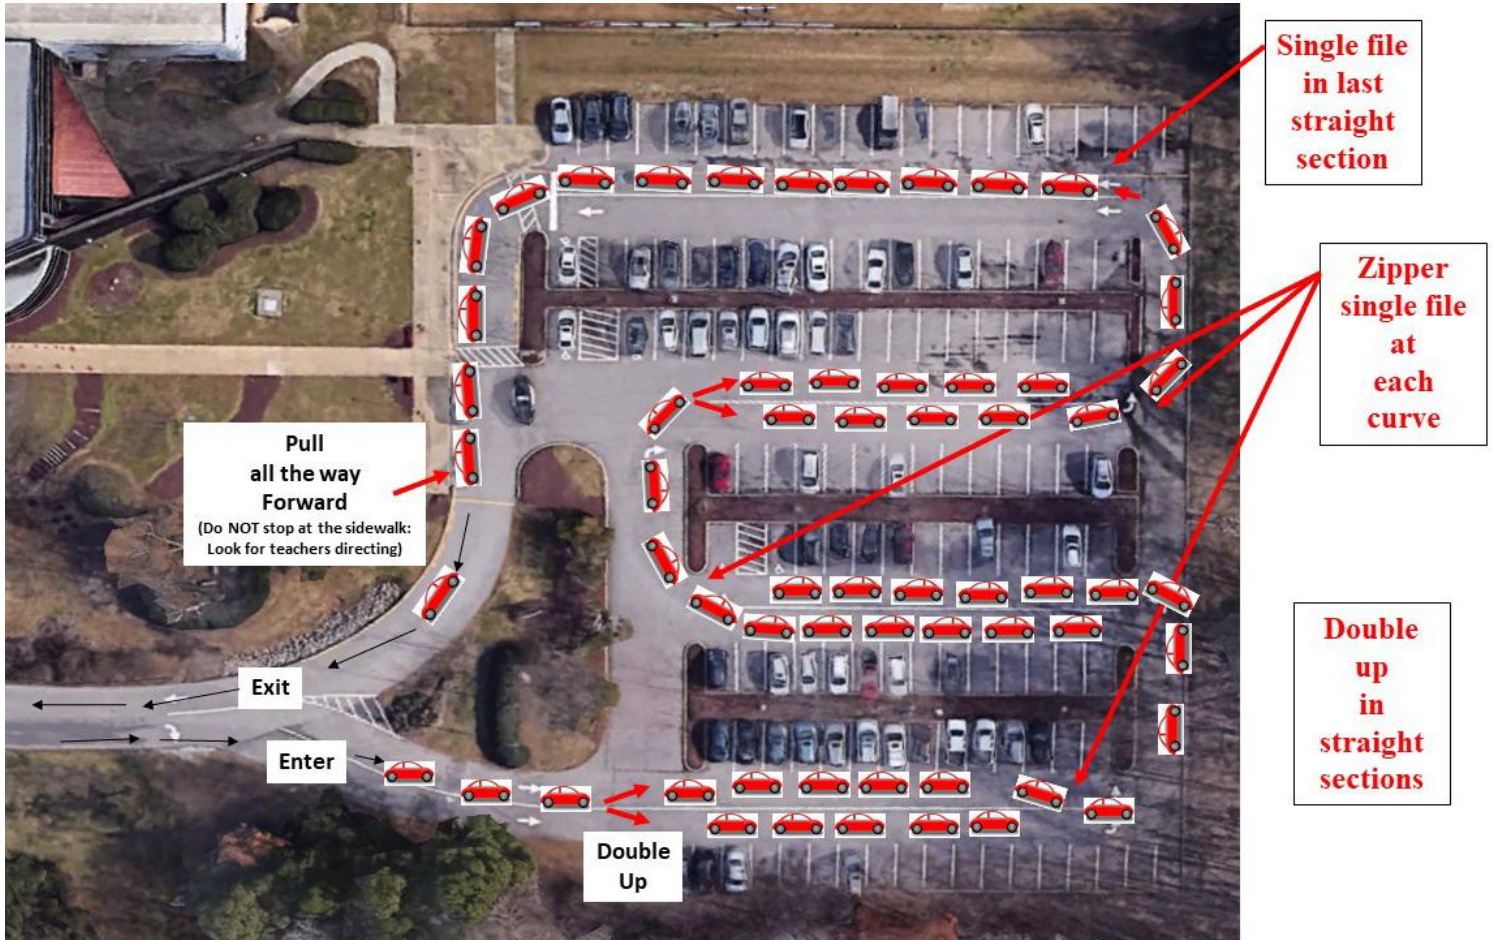 Single file
in last
straight
section
Zipper
single file
at
each
curve
Pull
all the way
Forward
(Do NOT stop at the sidewalk:
Look for teachers directing)
Double
up
in
straight
sections
Exit
Enter
Double
Up